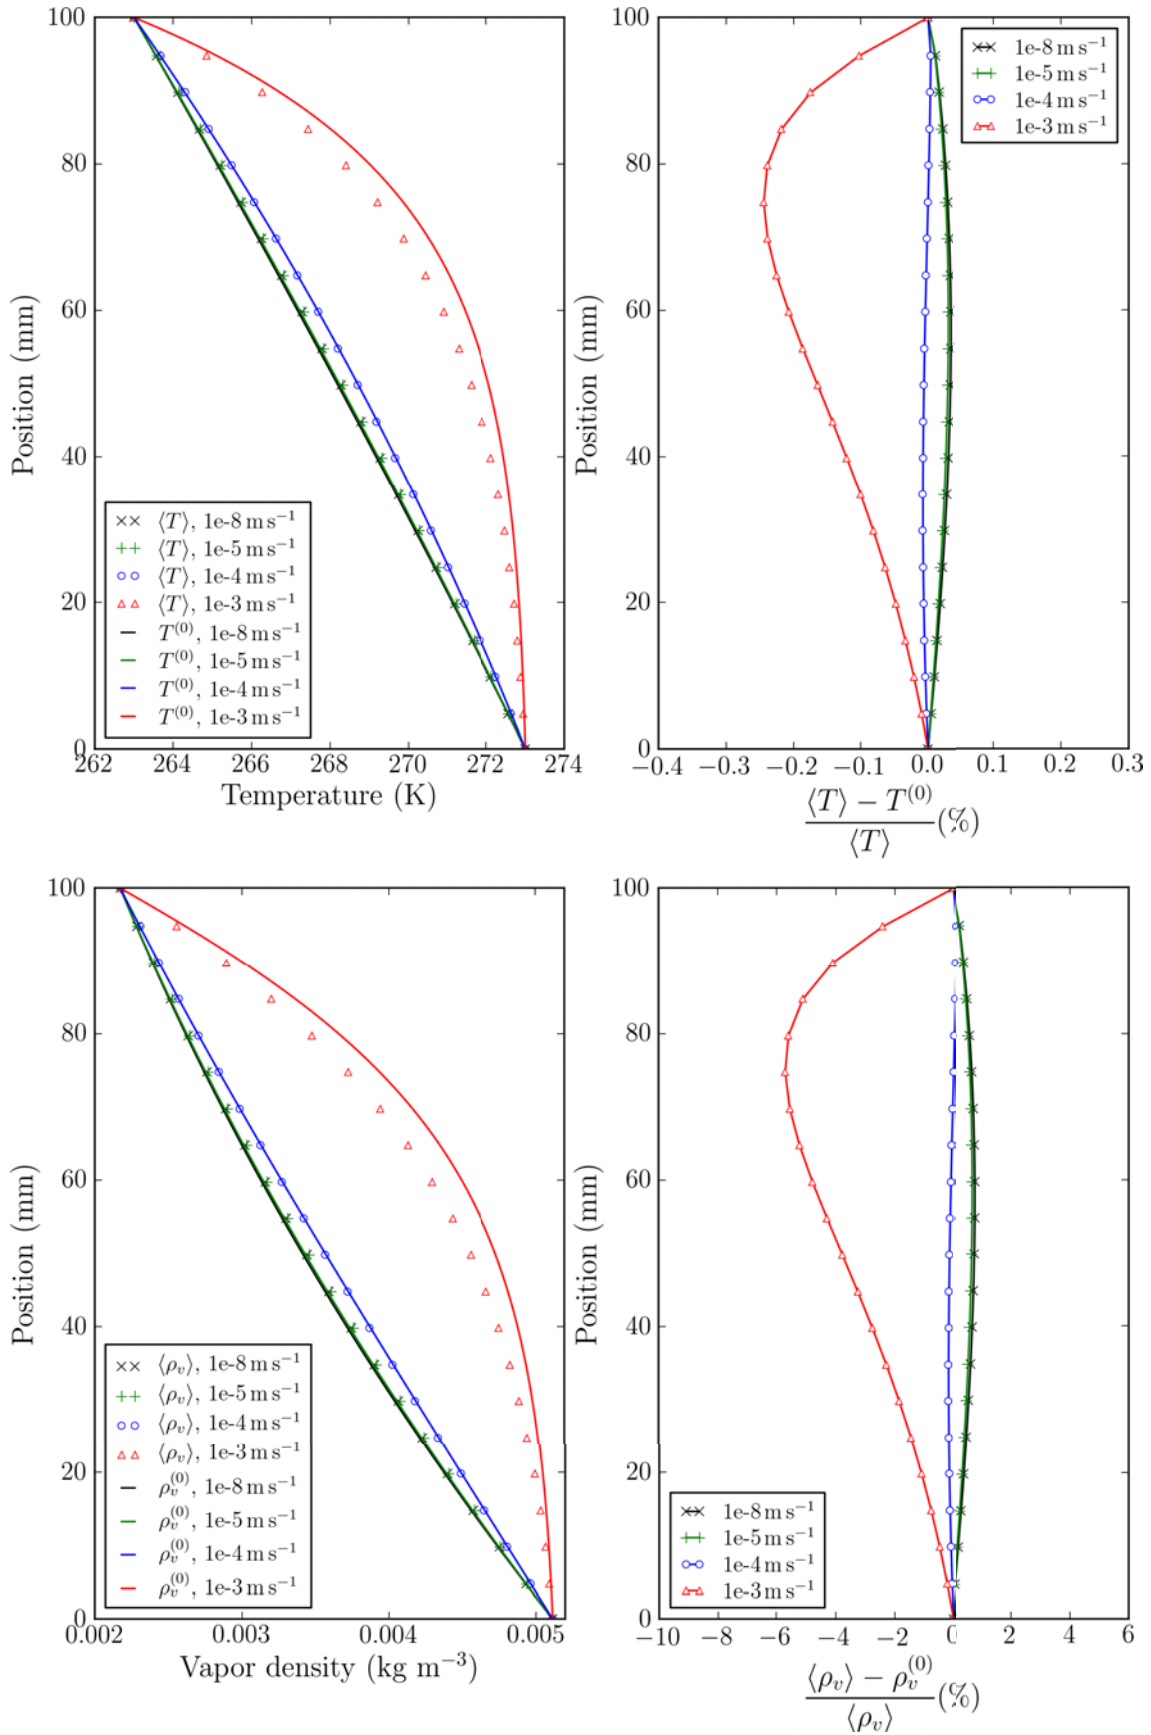 100
80
60
40
20
0
Position (mm)
⟨T⟩, 1e-8 m s⁻¹
⟨T⟩, 1e-5 m s⁻¹
⟨T⟩, 1e-4 m s⁻¹
⟨T⟩, 1e-3 m s⁻¹
T⁽⁰⁾, 1e-8 m s⁻¹
T⁽⁰⁾, 1e-5 m s⁻¹
T⁽⁰⁾, 1e-4 m s⁻¹
T⁽⁰⁾, 1e-3 m s⁻¹
262 264 266 268 270 272 274
Temperature (K)
100
80
60
40
20
0
Position (mm)
1e-8 m s⁻¹
1e-5 m s⁻¹
1e-4 m s⁻¹
1e-3 m s⁻¹
−0.4 −0.3 −0.2 −0.1 0.0 0.1 0.2 0.3
⟨T⟩ − T⁽⁰⁾
(%)
⟨T⟩
100
80
60
40
20
0
Position (mm)
⟨ρᵥ⟩, 1e-8 m s⁻¹
⟨ρᵥ⟩, 1e-5 m s⁻¹
⟨ρᵥ⟩, 1e-4 m s⁻¹
⟨ρᵥ⟩, 1e-3 m s⁻¹
ρᵥ⁽⁰⁾, 1e-8 m s⁻¹
ρᵥ⁽⁰⁾, 1e-5 m s⁻¹
ρᵥ⁽⁰⁾, 1e-4 m s⁻¹
ρᵥ⁽⁰⁾, 1e-3 m s⁻¹
0.002 0.003 0.004 0.005
Vapor density (kg m⁻³)
100
80
60
40
20
0
Position (mm)
1e-8 m s⁻¹
1e-5 m s⁻¹
1e-4 m s⁻¹
1e-3 m s⁻¹
−10 −8 −6 −4 −2 0 2 4 6
⟨ρᵥ⟩ − ρᵥ⁽⁰⁾
(%)
⟨ρᵥ⟩